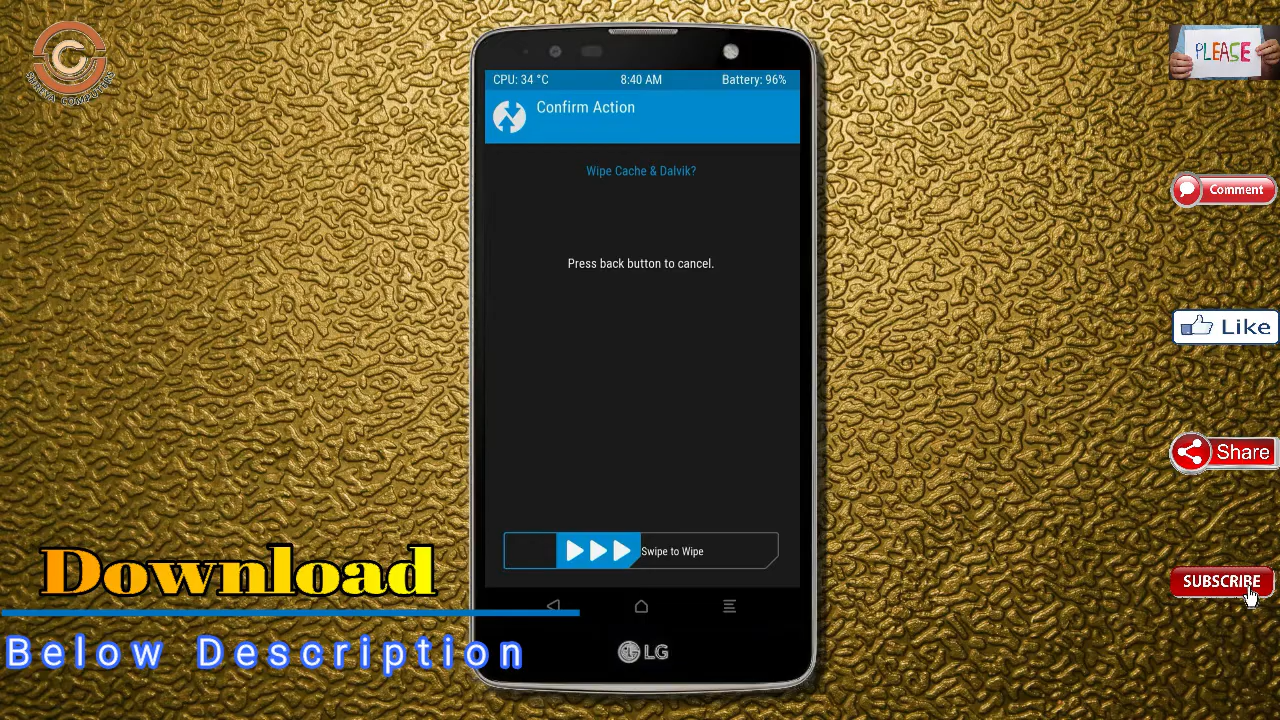 CPU: 34 °C 8:40 AM Battery: 96%
Confirm Action
Wipe Cache & Dalvik?
Press back button to cancel.
Swipe to Wipe
LG
Download
Below Description
PLEASE
Comment
Like
Share
SUBSCRIBE